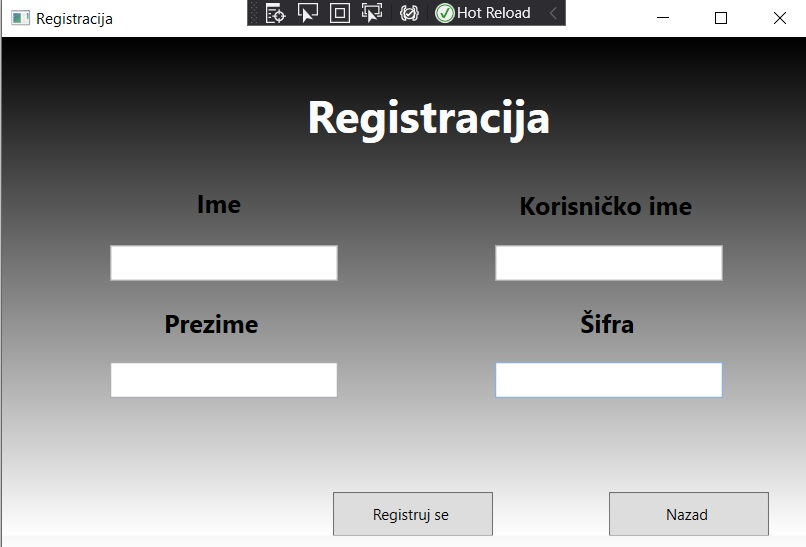 Registracija
Hot Reload
Registracija
Ime
Korisničko ime
Prezime
Šifra
Registruj se
Nazad